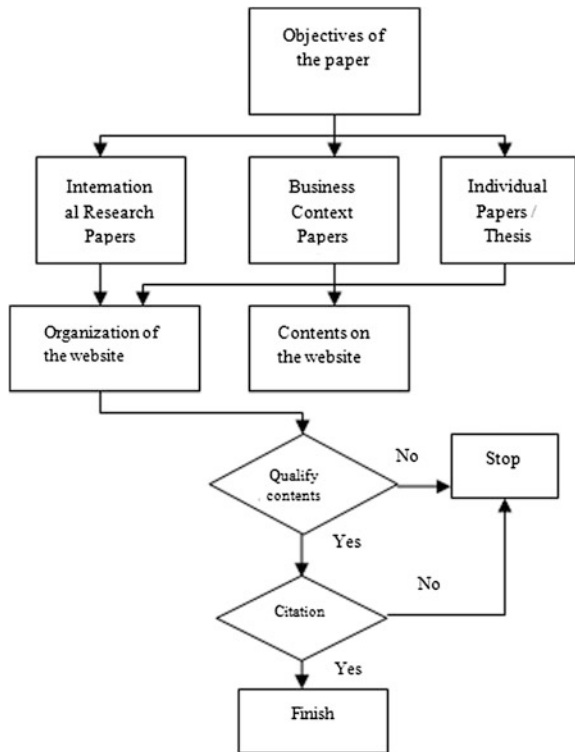 Objectives of
the paper
Internation
al Research
Papers
Business
Context
Papers
Individual
Papers /
Thesis
Organization of
the website
Contents on
the website
Qualify
contents
No
Stop
Yes
Citation
No
Yes
Finish